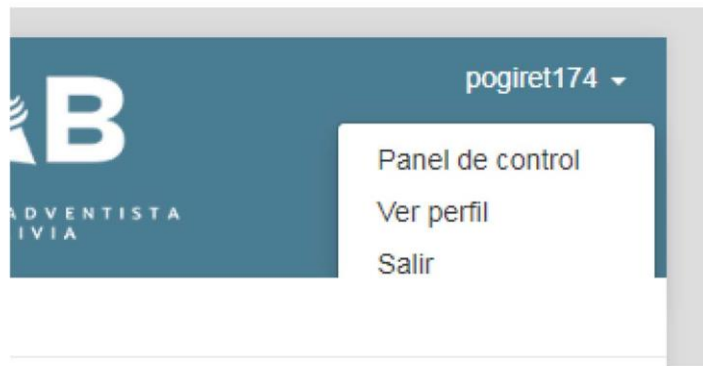 pogiret174
B
Panel de control
Ver perfil
Salir
ADVENTISTA
IVIA